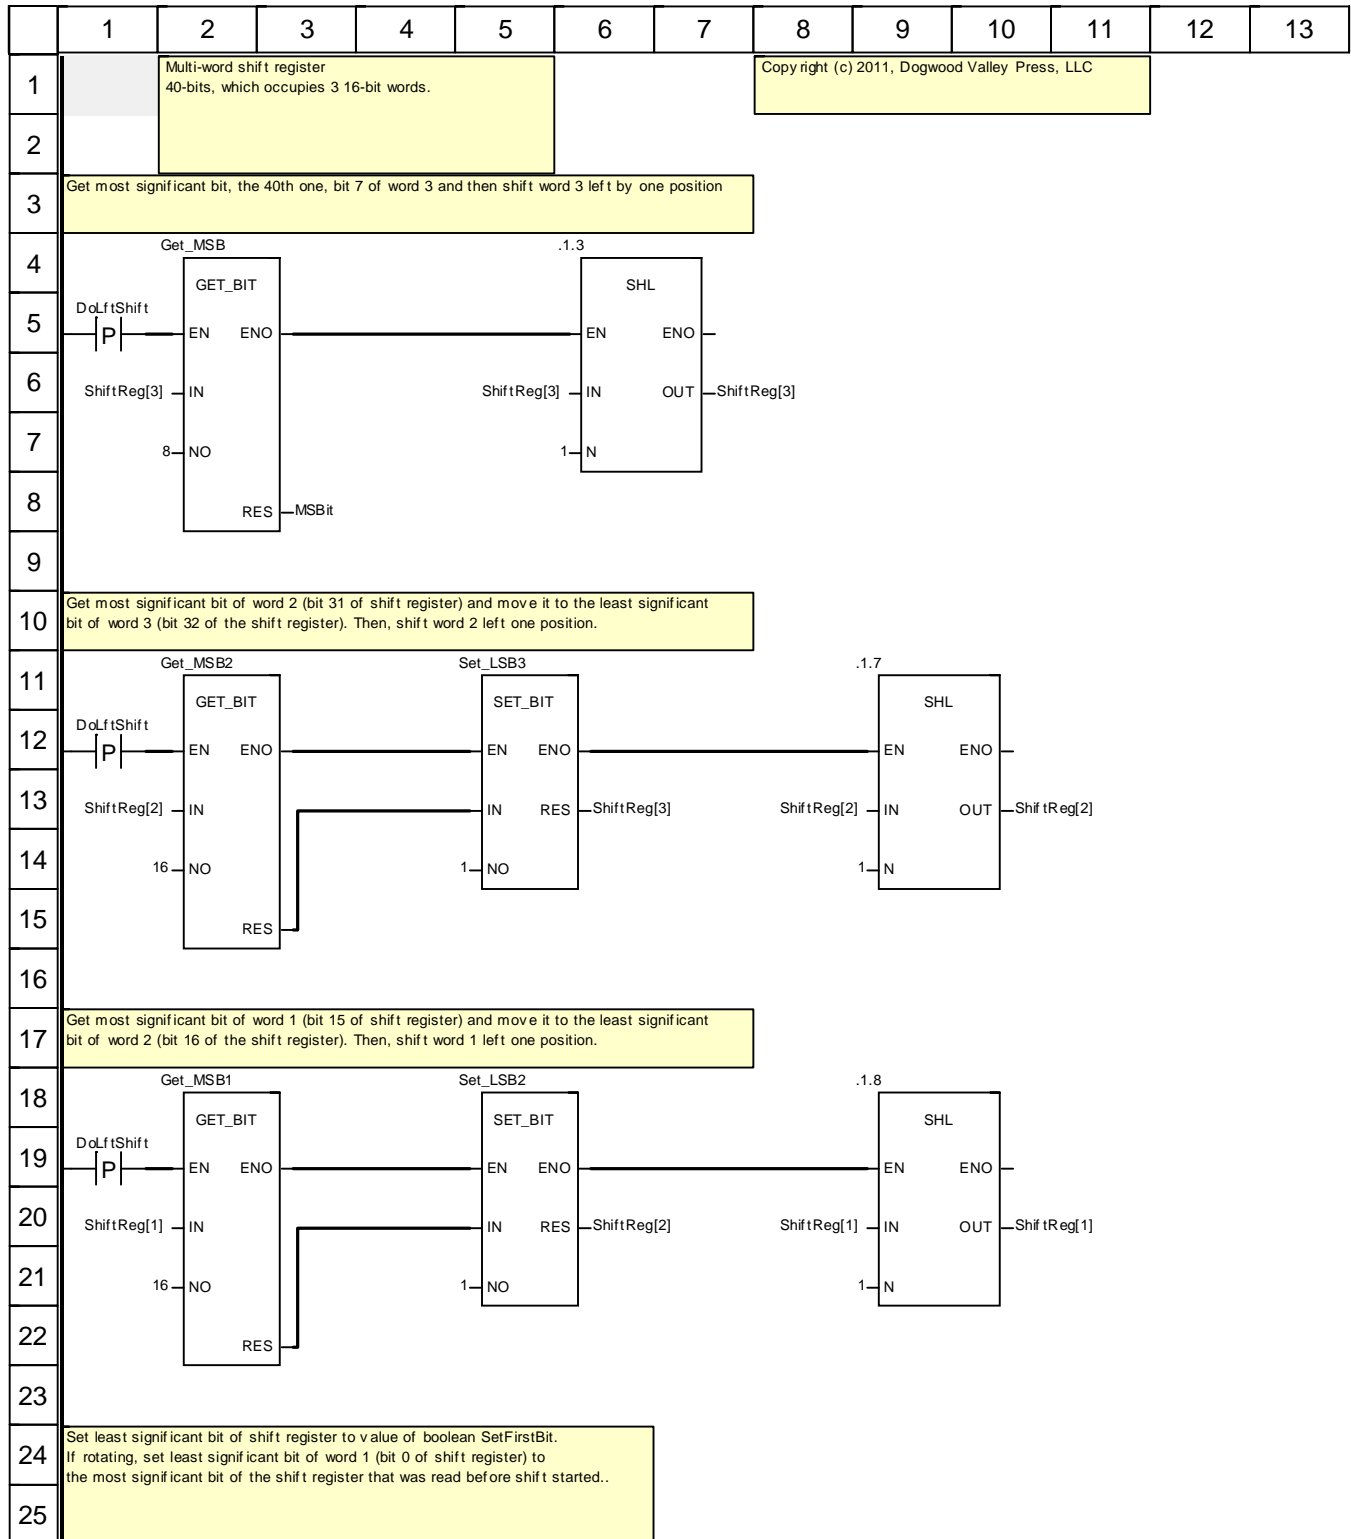 1 2 3 4 5 6 7 8 9 10 11 12 13
1
Multi-word shift register
40-bits, which occupies 3 16-bit words.
Copyright (c) 2011, Dogwood Valley Press, LLC
2
3
Get most significant bit, the 40th one, bit 7 of word 3 and then shift word 3 left by one position
Get_MSB .1.3
4
GET_BIT SHL
DoLftShift
5
P EN ENO EN ENO
6
ShiftReg[3] IN ShiftReg[3] IN OUT ShiftReg[3]
7
8 NO 1 N
8
RES MSBit
9
10
Get most significant bit of word 2 (bit 31 of shift register) and move it to the least significant
bit of word 3 (bit 32 of the shift register). Then, shift word 2 left one position.
Get_MSB2 Set_LSB3 .1.7
11
GET_BIT SET_BIT SHL
DoLftShift
12
P EN ENO EN ENO EN ENO
13
ShiftReg[2] IN IN RES ShiftReg[3] ShiftReg[2] IN OUT ShiftReg[2]
14
16 NO 1 NO 1 N
15
RES
16
17
Get most significant bit of word 1 (bit 15 of shift register) and move it to the least significant
bit of word 2 (bit 16 of the shift register). Then, shift word 1 left one position.
Get_MSB1 Set_LSB2 .1.8
18
GET_BIT SET_BIT SHL
DoLftShift
19
P EN ENO EN ENO EN ENO
20
ShiftReg[1] IN IN RES ShiftReg[2] ShiftReg[1] IN OUT ShiftReg[1]
21
16 NO 1 NO 1 N
22
RES
23
24
Set least significant bit of shift register to value of boolean SetFirstBit.
If rotating, set least significant bit of word 1 (bit 0 of shift register) to
the most significant bit of the shift register that was read before shift started..
25